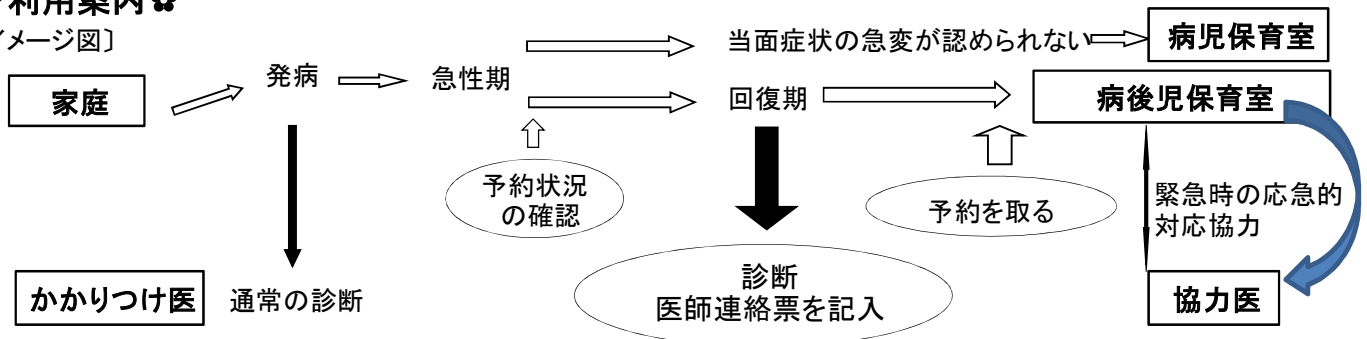 利用案内✿
イメージ図〕
家庭
発病
急性期
当面症状の急変が認められない
病児保育室
回復期
病後児保育室
予約状況
の確認
予約を取る
緊急時の応急的
対応協力
かかりつけ医
通常の診断
診断
医師連絡票を記入
協力医